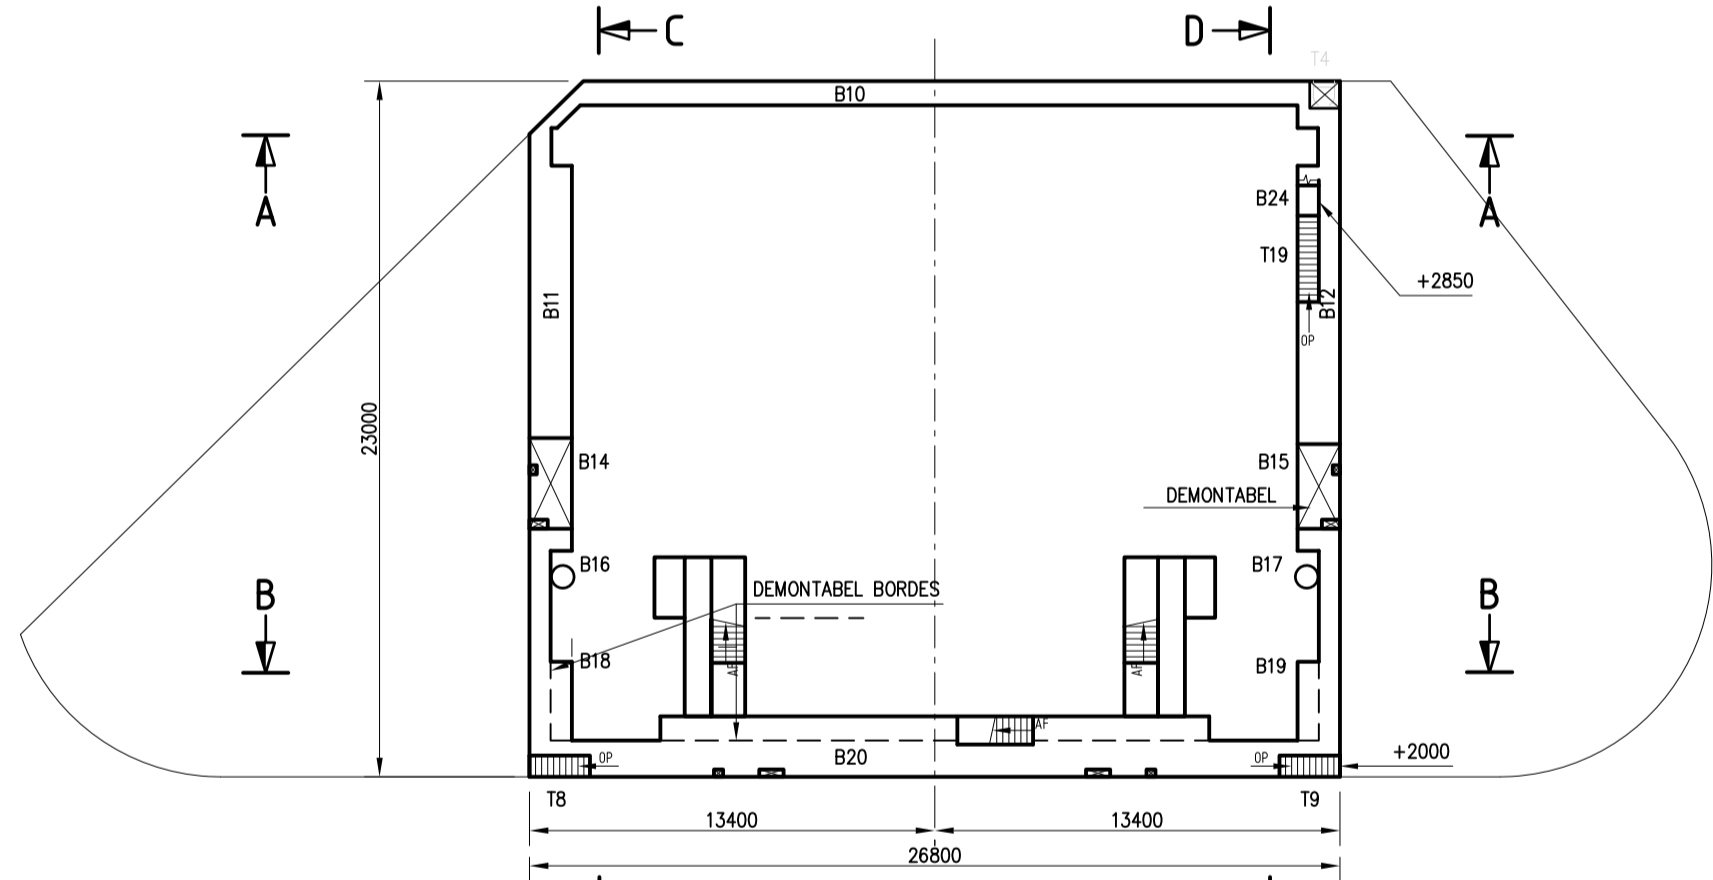 C
D
T4
B10
A
A
B24
T19
+2850
B11
B12
OP
23000
B14
B15
DEMONTABEL
B16
B17
DEMONTABEL BORDES
B
B
B18
B19
AF
AF
AF
B20
OP
OP
+2000
T8
T9
13400
13400
26800